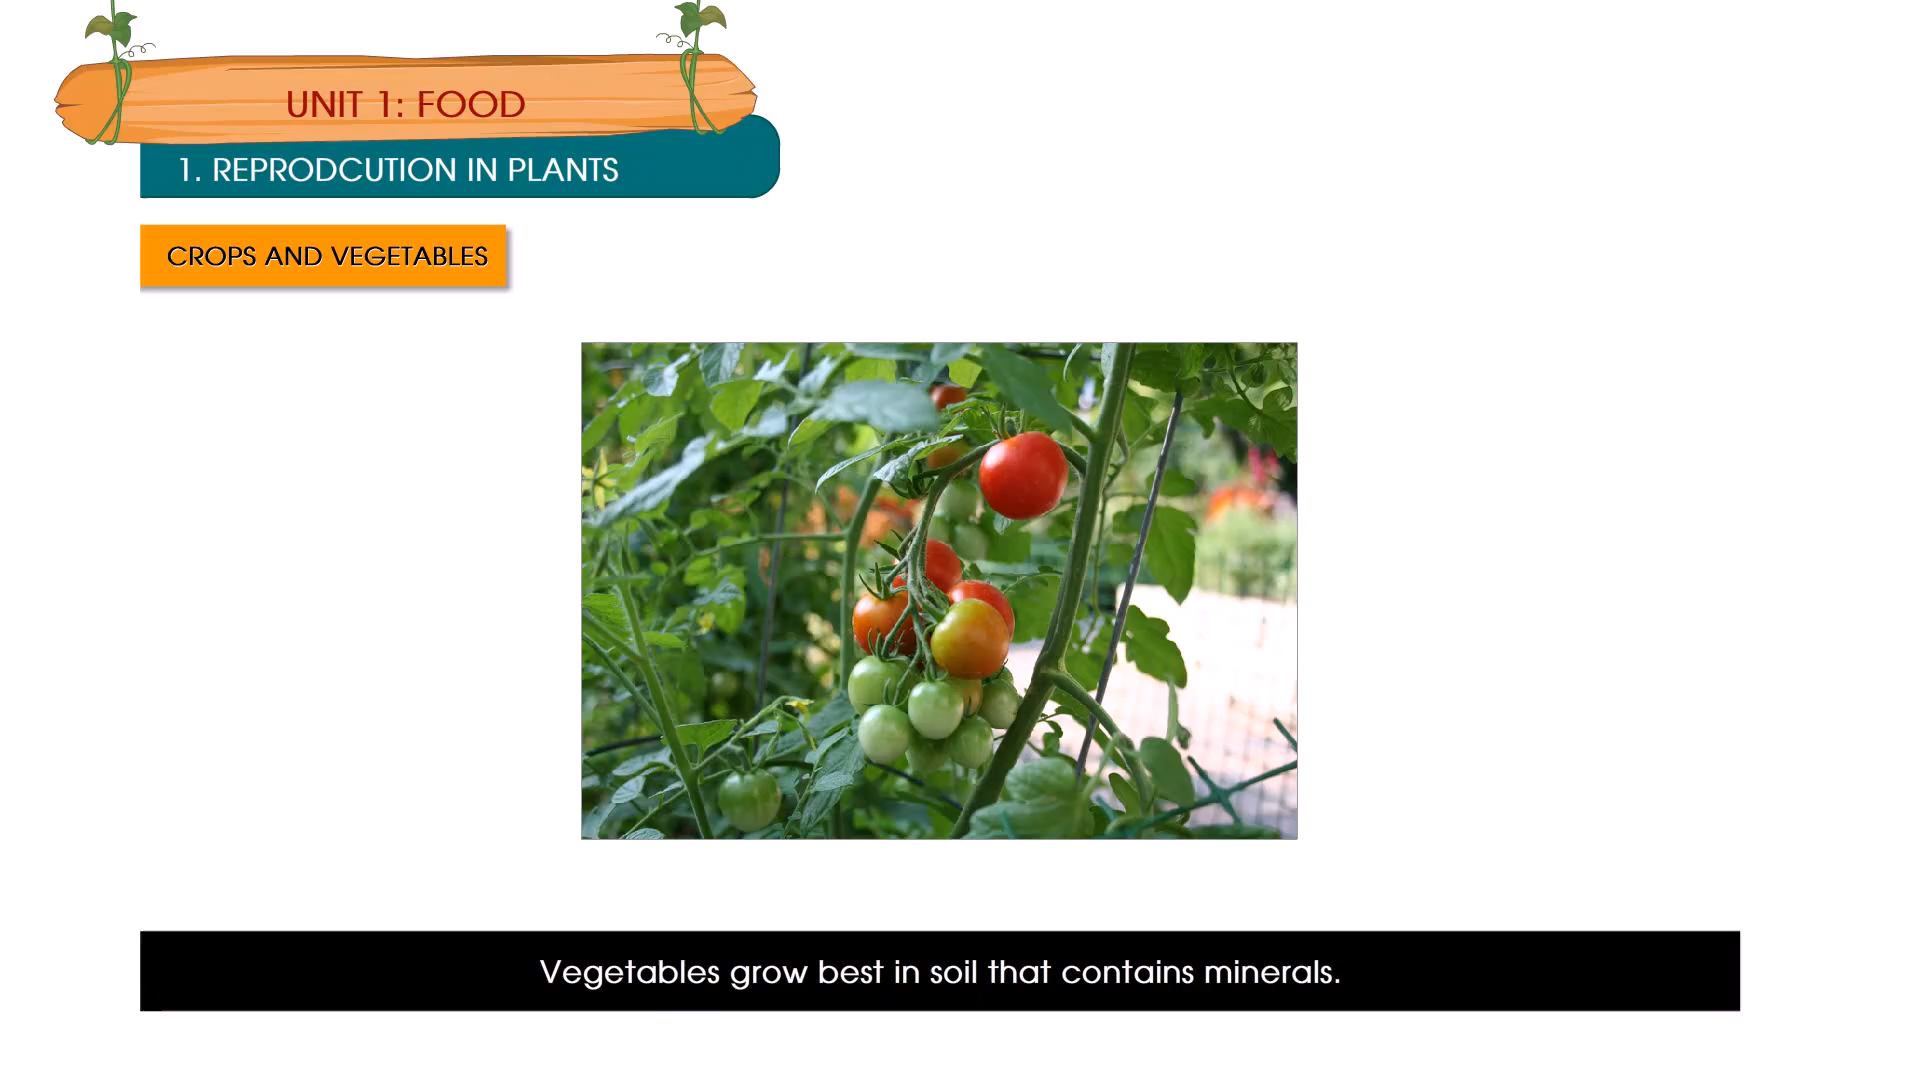 UNIT 1: FOOD
1. REPRODCUTION IN PLANTS
CROPS AND VEGETABLES
Vegetables grow best in soil that contains minerals.